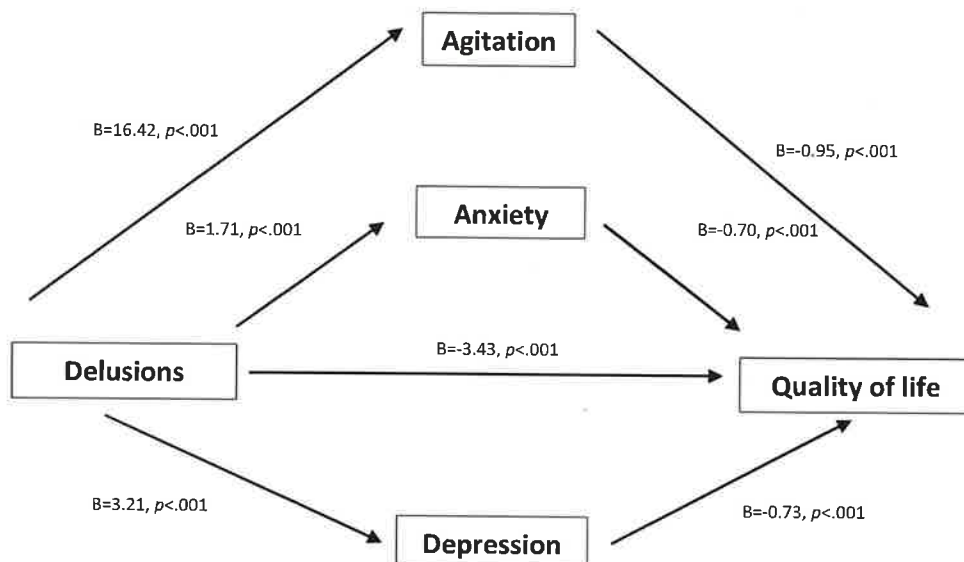 Agitation
B=16.42, p<.001
B=-0.95, p<.001
Anxiety
B=1.71, p<.001
B=-0.70, p<.001
B=-3.43, p<.001
Delusions
Quality of life
B=3.21, p<.001
B=-0.73, p<.001
Depression